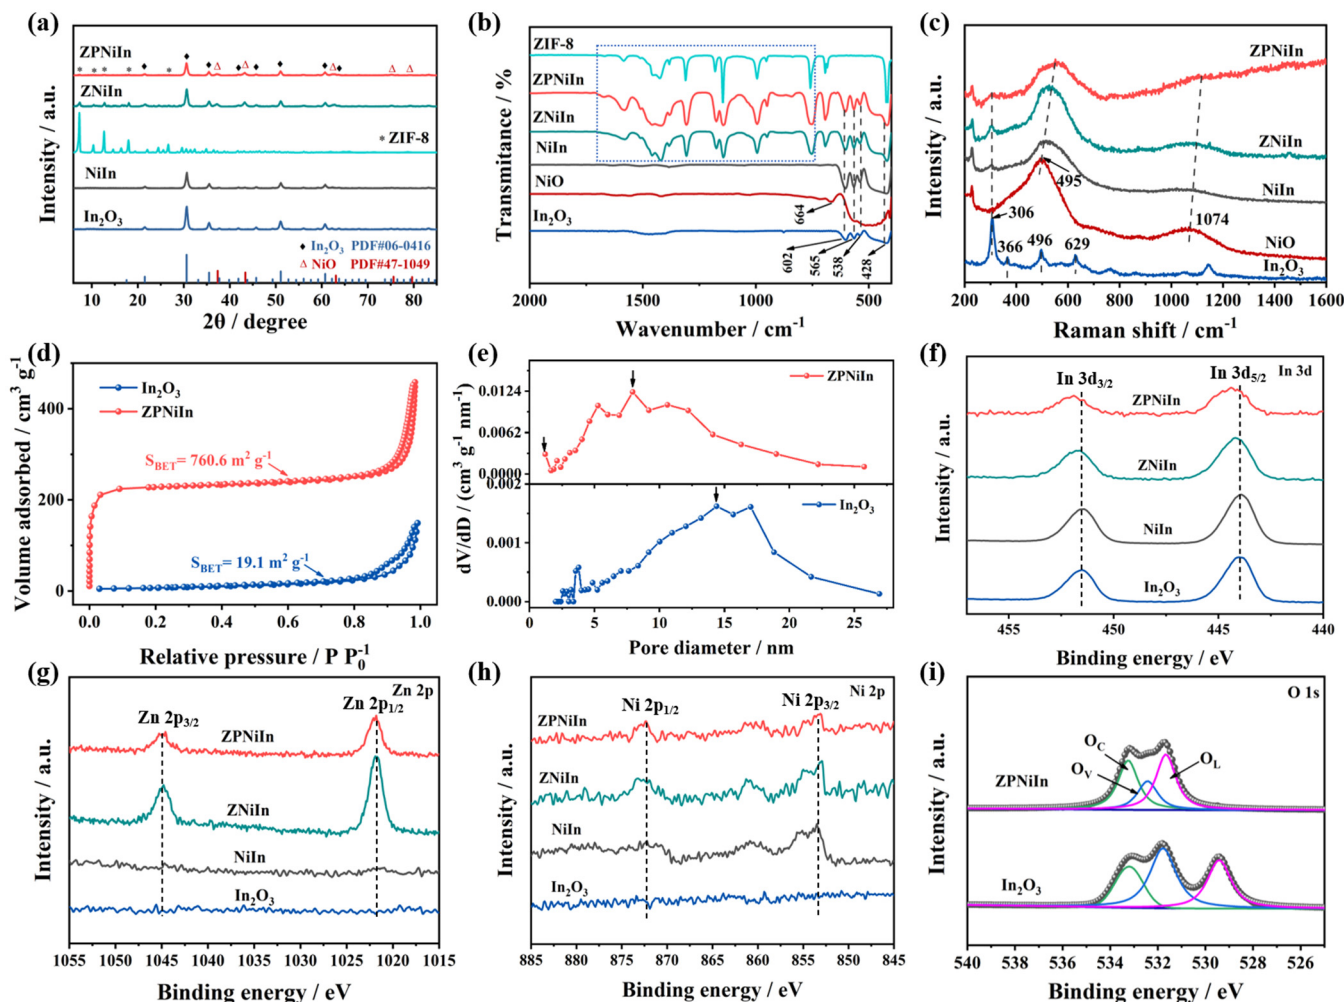 (a)
ZPNiIn
ZNiIn
* ZIF-8
NiIn
In₂O₃
♦ In₂O₃ PDF#06-0416
Δ NiO PDF#47-1049
Intensity / a.u.
10 20 30 40 50 60 70 80
2θ / degree
(b)
ZIF-8
ZPNiIn
ZNiIn
NiIn
NiO
In₂O₃
664
602
565
538
428
Transmitance / %
2000 1500 1000 500
Wavenumber / cm⁻¹
(c)
ZPNiIn
ZNiIn
NiIn
NiO
In₂O₃
495
1074
306
366
496
629
Intensity / a.u.
200 400 600 800 1000 1200 1400 1600
Raman shift / cm⁻¹
(d)
In₂O₃
ZPNiIn
S_BET= 760.6 m² g⁻¹
S_BET= 19.1 m² g⁻¹
Volume adsorbed / cm³ g⁻¹
400
200
0
0.0 0.2 0.4 0.6 0.8 1.0
Relative pressure / P P₀⁻¹
(e)
ZPNiIn
0.0124
0.0062
0.0000
In₂O₃
0.002
0.001
0.000
dV/dD / (cm³ g⁻¹ nm⁻¹)
0 5 10 15 20 25
Pore diameter / nm
(f)
In 3d
In 3d₃/₂
In 3d₅/₂
ZPNiIn
ZNiIn
NiIn
In₂O₃
Intensity / a.u.
455 450 445 440
Binding energy / eV
(g)
Zn 2p
Zn 2p₃/₂
Zn 2p₁/₂
ZPNiIn
ZNiIn
NiIn
In₂O₃
Intensity / a.u.
1055 1050 1045 1040 1035 1030 1025 1020 1015
Binding energy / eV
(h)
Ni 2p
Ni 2p₁/₂
Ni 2p₃/₂
ZPNiIn
ZNiIn
NiIn
In₂O₃
Intensity / a.u.
885 880 875 870 865 860 855 850 845
Binding energy / eV
(i)
O 1s
O_C
O_V
O_L
ZPNiIn
In₂O₃
Intensity / a.u.
540 538 536 534 532 530 528 526
Binding energy / eV